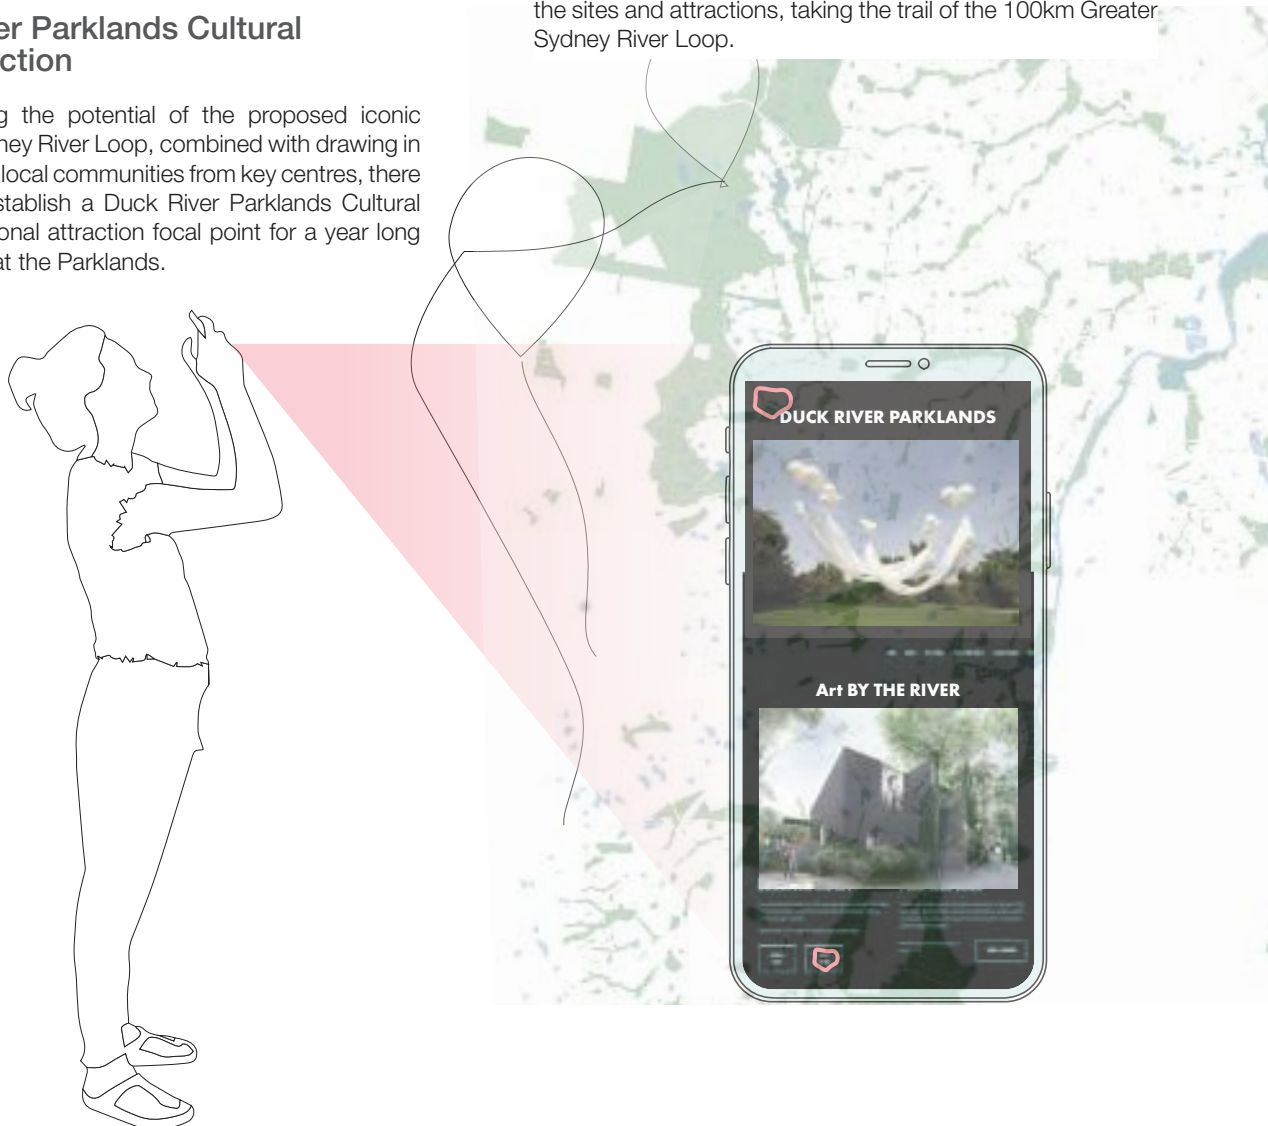 er Parklands Cultural
ction
g the potential of the proposed iconic
ney River Loop, combined with drawing in
local communities from key centres, there
stablish a Duck River Parklands Cultural
onal attraction focal point for a year long
at the Parklands.
the sites and attractions, taking the trail of the 100km Greater
Sydney River Loop.
DUCK RIVER PARKLANDS
Art BY THE RIVER